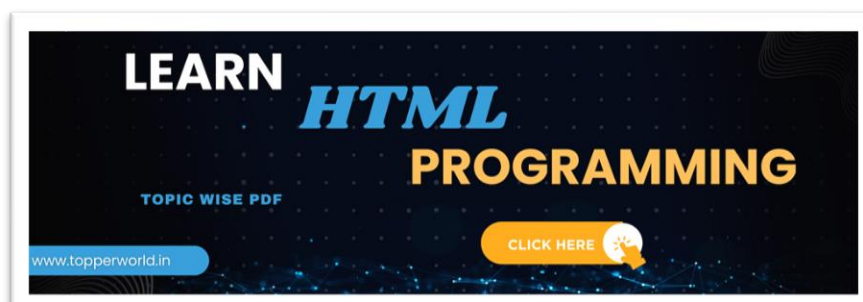 LEARN
HTML
PROGRAMMING
TOPIC WISE PDF
CLICK HERE
www.topperworld.in